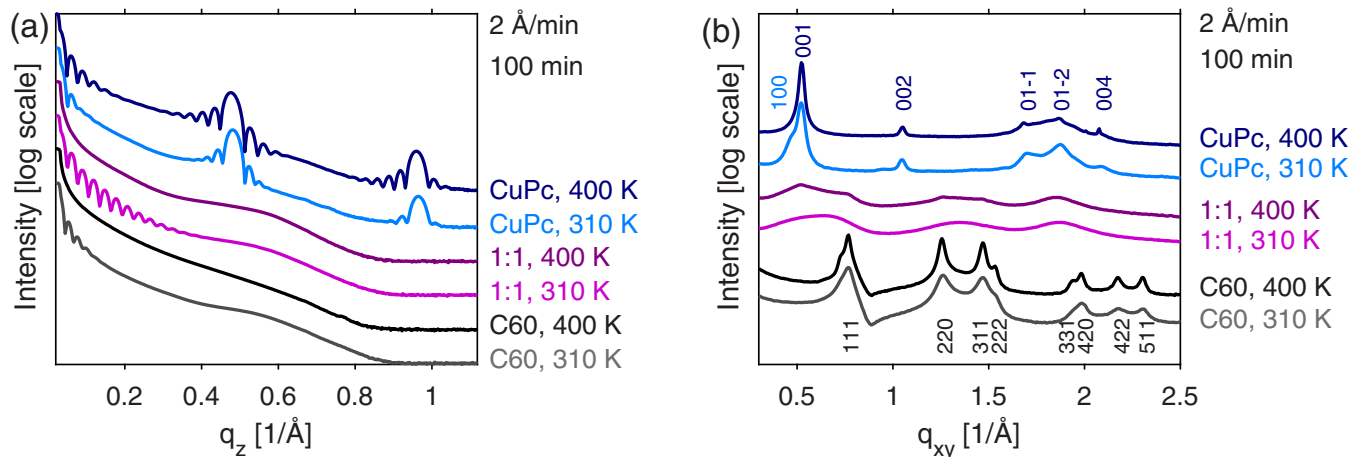 (a)
Intensity [log scale]
2 Å/min
100 min
CuPc, 400 K
CuPc, 310 K
1:1, 400 K
1:1, 310 K
C60, 400 K
C60, 310 K
0.2 0.4 0.6 0.8 1
qz [1/Å]
(b)
Intensity [log scale]
2 Å/min
100 min
100
001
002
01-1
01-2
004
CuPc, 400 K
CuPc, 310 K
1:1, 400 K
1:1, 310 K
C60, 400 K
C60, 310 K
111
220
311
222
331
420
422
511
0.5 1 1.5 2 2.5
qxy [1/Å]